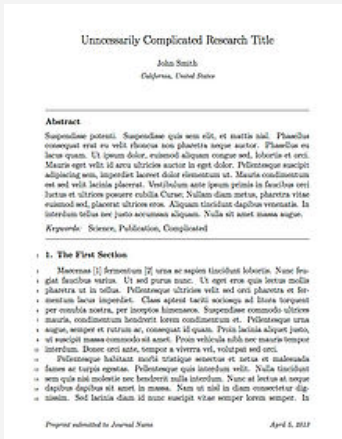 Unncessarily Complicated Research Title
John Smith
California, United States
Abstract
Suspendisse potenti. Suspendisse quis sem elit, et mattis nisl. Phasellus
consequat erat eu velit rhoncus non pharetra neque auctor. Phasellus eu
lacus quam. Ut ipsum dolor, euismod aliquam congue sed, lobortis et orci.
Mauris eget velit id arcu ultricies auctor in eget dolor. Pellentesque suscipit
adipiscing sem, imperdiet laoreet dolor elementum ut. Mauris condimentum
est sed velit lacinia placerat. Vestibulum ante ipsum primis in faucibus orci
luctus et ultrices posuere cubilia Curae; Nullam diam metus, pharetra vitae
euismod sed, placerat ultrices eros. Aliquam tincidunt dapibus venenatis. In
interdum tellus nec justo accumsan aliquam. Nulla sit amet massa augue.
Keywords: Science, Publication, Complicated
1. The First Section
Maecenas [1] fermentum [2] urna ac sapien tincidunt lobortis. Nunc feu-
giat faucibus varius. Ut sed purus nunc. Ut eget eros quis lectus mollis
pharetra ut in tellus. Pellentesque ultricies velit sed orci pharetra et fer-
mentum lacus imperdiet. Class aptent taciti sociosqu ad litora torquent
per conubia nostra, per inceptos himenaeos. Suspendisse commodo ultrices
mauris, condimentum hendrerit lorem condimentum et. Pellentesque urna
augue, semper et rutrum ac, consequat id quam. Proin lacinia aliquet justo,
ut suscipit massa commodo sit amet. Proin vehicula nibh nec mauris tempor
interdum. Donec orci ante, tempor a viverra vel, volutpat sed orci.
Pellentesque habitant morbi tristique senectus et netus et malesuada
fames ac turpis egestas. Pellentesque quis interdum velit. Nulla tincidunt
sem quis nisi molestie nec hendrerit nulla interdum. Nunc at lectus at neque
dapibus dapibus sit amet in massa. Nam ut nisl in diam consectetur dig-
nissim. Sed lacinia diam id nunc suscipit vitae semper lorem semper. In
Preprint submitted to Journal Name
April 5, 2013